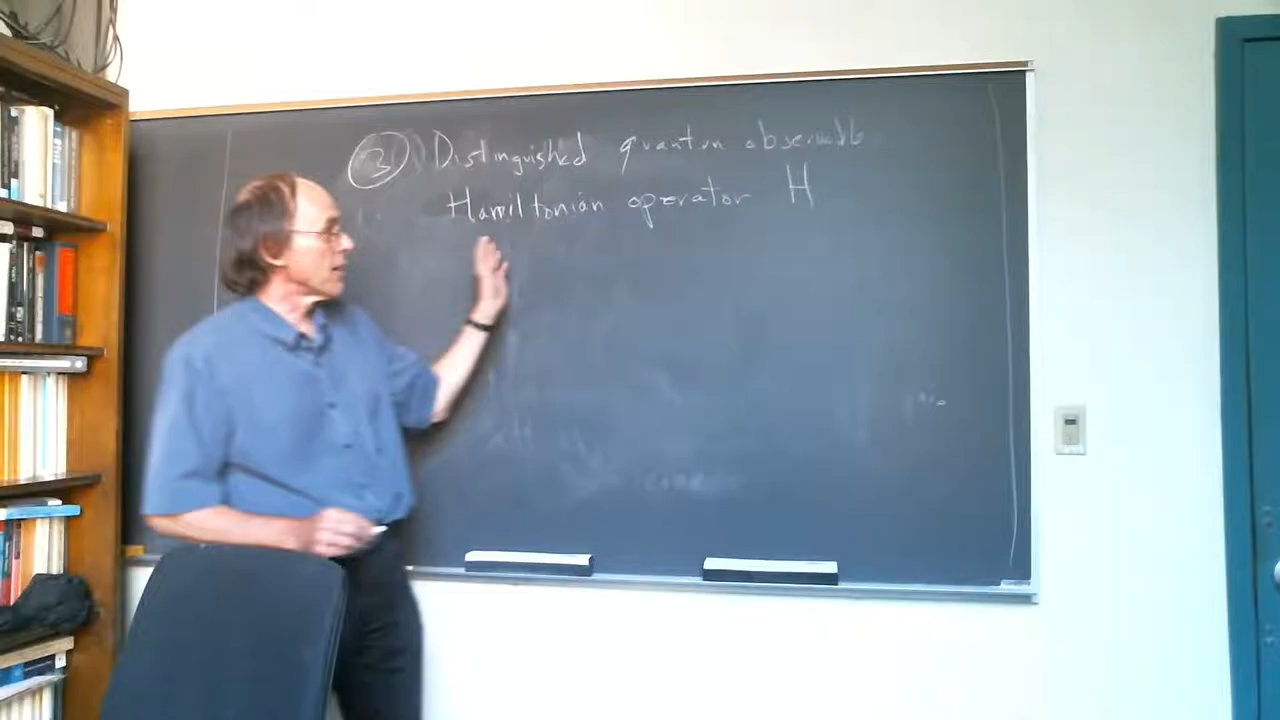 ③ Distinguished quantum observable
Hamiltonian operator H